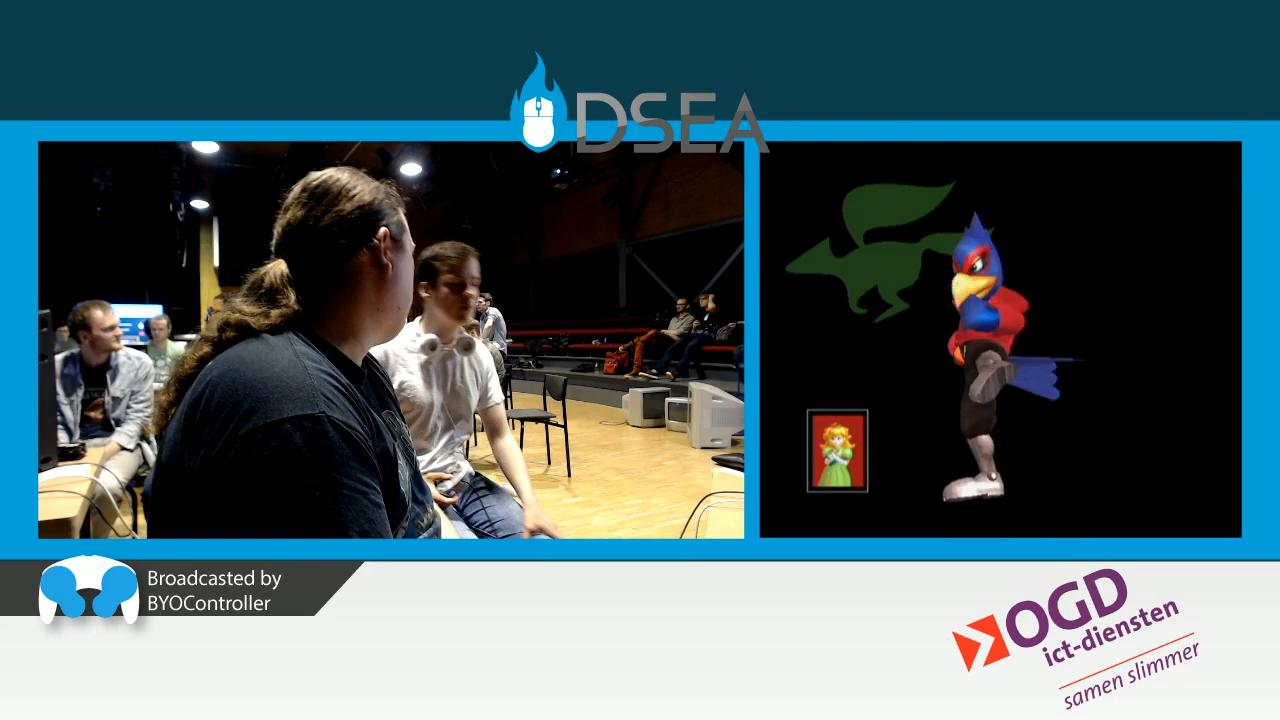 DSEA
Broadcasted by
BYOController
OGD
ict-diensten
samen slimmer